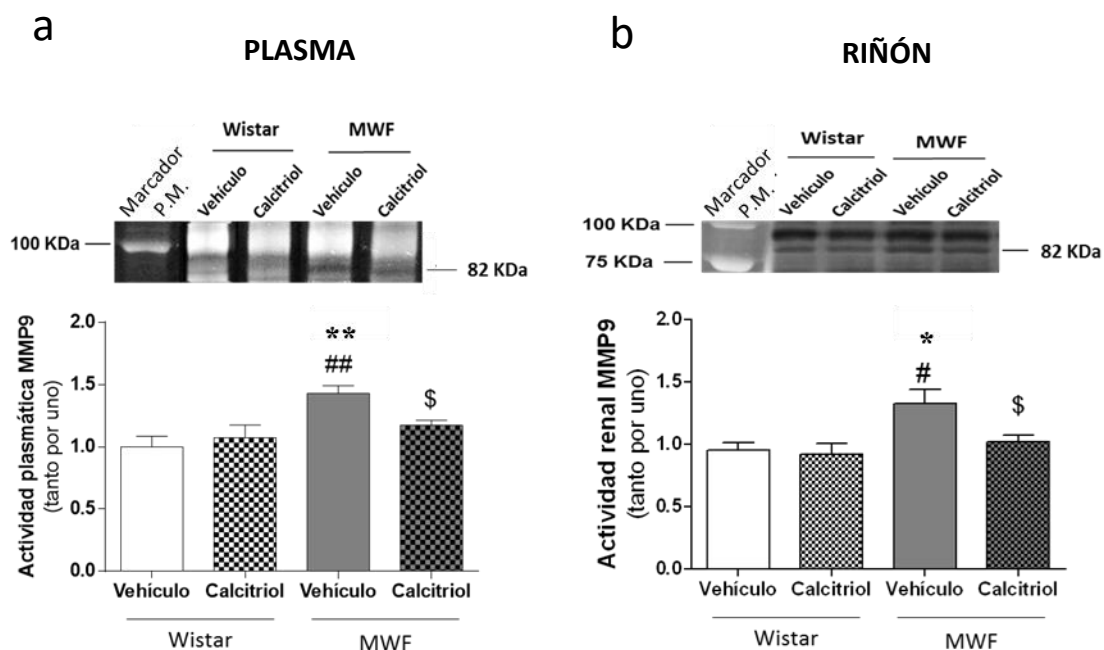 a
PLASMA
Wistar
MWF
Marcador
P.M.
Vehículo
Calcitriol
Vehículo
Calcitriol
100 KDa
82 KDa
Actividad plasmática MMP9
(tanto por uno)
2.0
1.5
1.0
0.5
0.0
**
##
$
Vehículo
Calcitriol
Vehículo
Calcitriol
Wistar
MWF
b
RIÑÓN
Wistar
MWF
Marcador
P.M.
Vehículo
Calcitriol
Vehículo
Calcitriol
100 KDa
75 KDa
82 KDa
Actividad renal MMP9
(tanto por uno)
2.0
1.5
1.0
0.5
0.0
*
#
$
Vehículo
Calcitriol
Vehículo
Calcitriol
Wistar
MWF